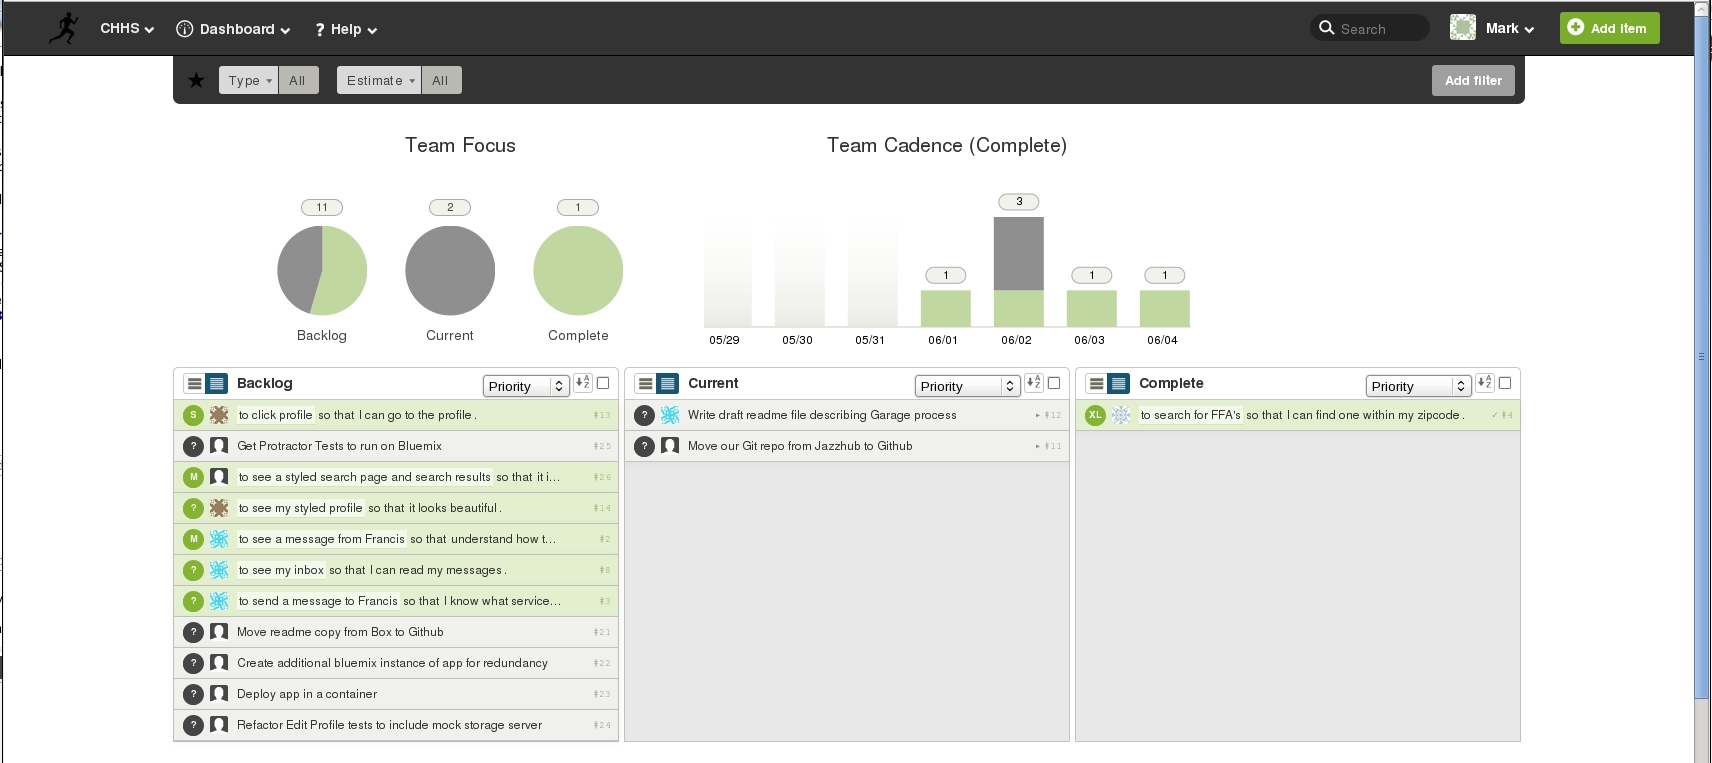 CHHS Dashboard ? Help Search Mark Add item
Type All Estimate All Add filter
Team Focus Team Cadence (Complete)
11 2 1 1 3 1 1
Backlog Current Complete
05/29 05/30 05/31 06/01 06/02 06/03 06/04
Backlog Priority
S to click profile so that I can go to the profile. #13
? Get Protractor Tests to run on Bluemix #25
M to see a styled search page and search results so that it i... #26
? to see my styled profile so that it looks beautiful. #14
M to see a message from Francis so that understand how t... #2
? to see my inbox so that I can read my messages. #8
? to send a message to Francis so that I know what service... #3
? Move readme copy from Box to Github #21
? Create additional bluemix instance of app for redundancy #22
? Deploy app in a container #23
? Refactor Edit Profile tests to include mock storage server #24
Current Priority
? Write draft readme file describing Garage process #12
? Move our Git repo from Jazzhub to Github #11
Complete Priority
XL to search for FFA's so that I can find one within my zipcode. ✓ #4